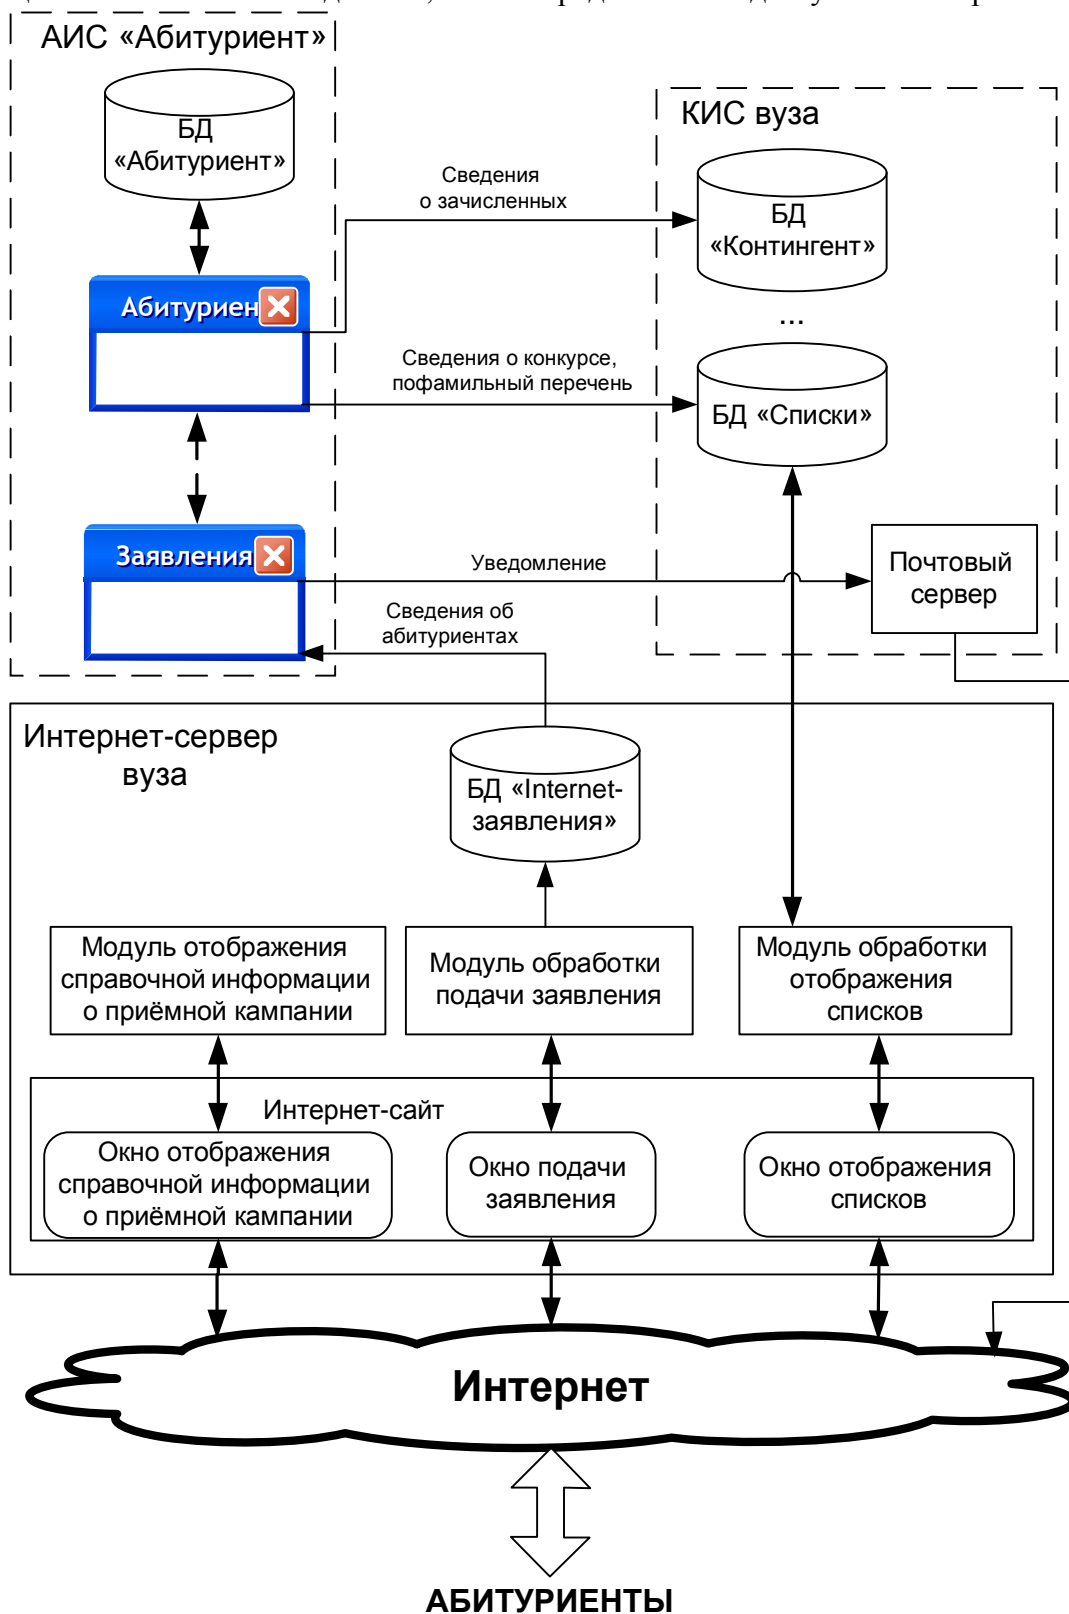 АИС «Абитуриент»
БД
«Абитуриент»
Сведения
о зачисленных
КИС вуза
БД
«Контингент»
...
Абитуриен
Сведения о конкурсе,
пофамильный перечень
БД «Списки»
Заявления
Уведомление
Почтовый
сервер
Сведения об
абитуриентах
Интернет-сервер
вуза
БД «Internet-
заявления»
Модуль отображения
справочной информации
о приёмной кампании
Модуль обработки
подачи заявления
Модуль обработки
отображения
списков
Интернет-сайт
Окно отображения
справочной информации
о приёмной кампании
Окно подачи
заявления
Окно отображения
списков
Интернет
АБИТУРИЕНТЫ